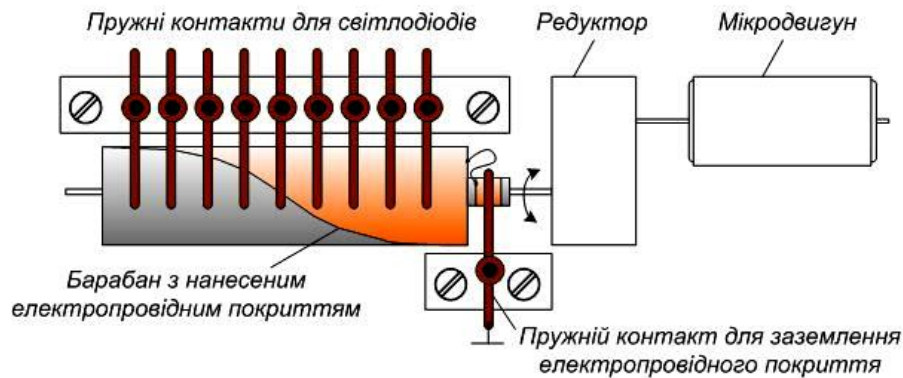 Пружні контакти для світлодіодів
Редуктор
Мікродвигун
Барабан з нанесеним
електропровідним покриттям
Пружній контакт для заземлення
електропровідного покриття